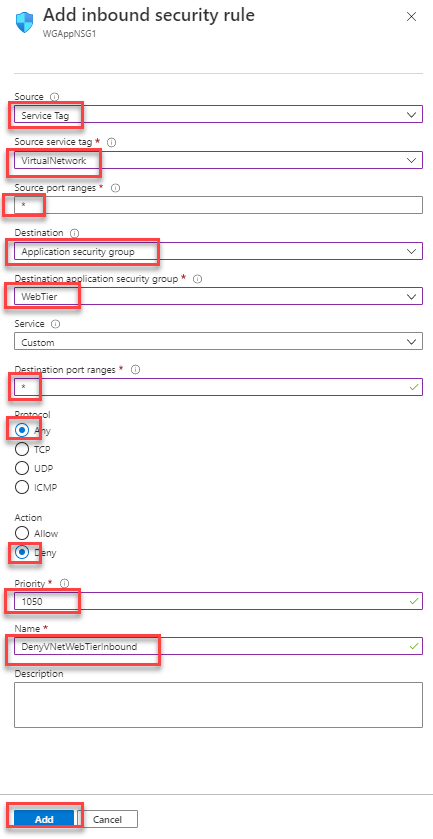 Add inbound security rule
WGAppNSG1
Source
Service Tag
Source service tag *
VirtualNetwork
Source port ranges *
*
Destination
Application security group
Destination application security group *
WebTier
Service
Custom
Destination port ranges *
*
Protocol
Any
TCP
UDP
ICMP
Action
Allow
Deny
Priority *
1050
Name *
DenyVNetWebTierInbound
Description
Add Cancel